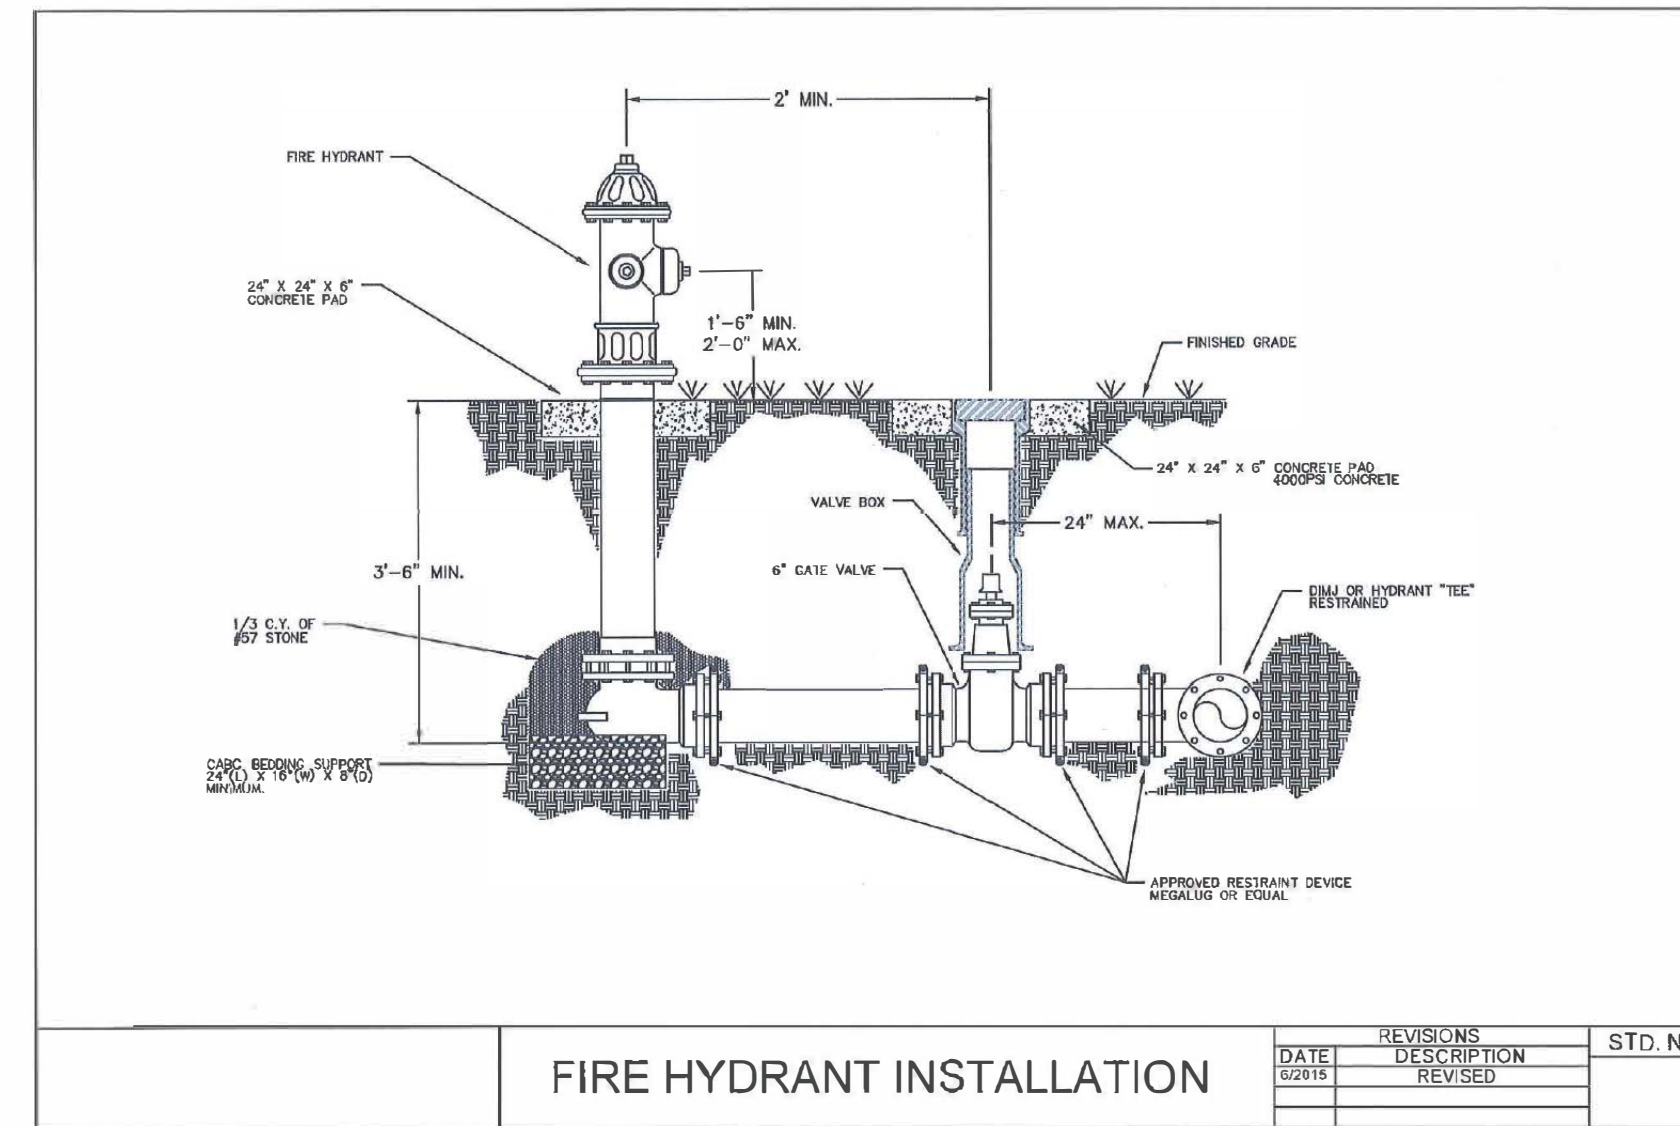 2' MIN.
FIRE HYDRANT
24" X 24" X 6"
CONCRETE PAD
1'-6" MIN.
2'-0" MAX.
FINISHED GRADE
24" X 24" X 6" CONCRETE PAD
4000PSI CONCRETE
VALVE BOX
24" MAX.
3'-6" MIN.
6" GATE VALVE
DIMJ OR HYDRANT "TEE"
RESTRAINED
1/3 C.Y. OF
#57 STONE
CABC BEDDING SUPPORT
24"(L) X 16"(W) X 8"(D)
MINIMUM.
APPROVED RESTRAINT DEVICE
MEGALUG OR EQUAL
FIRE HYDRANT INSTALLATION
REVISIONS
DATE DESCRIPTION
6/2015 REVISED
STD. N